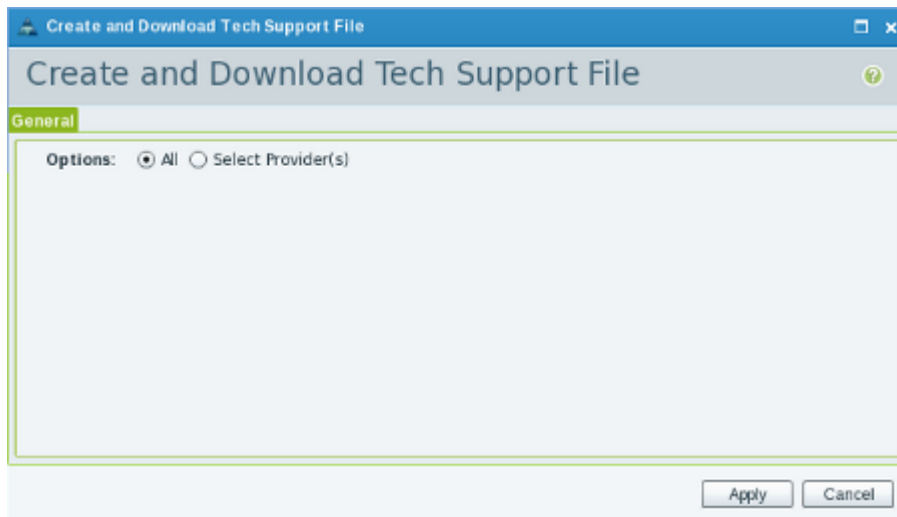 Create and Download Tech Support File
Create and Download Tech Support File
General
Options: All Select Provider(s)
Apply Cancel